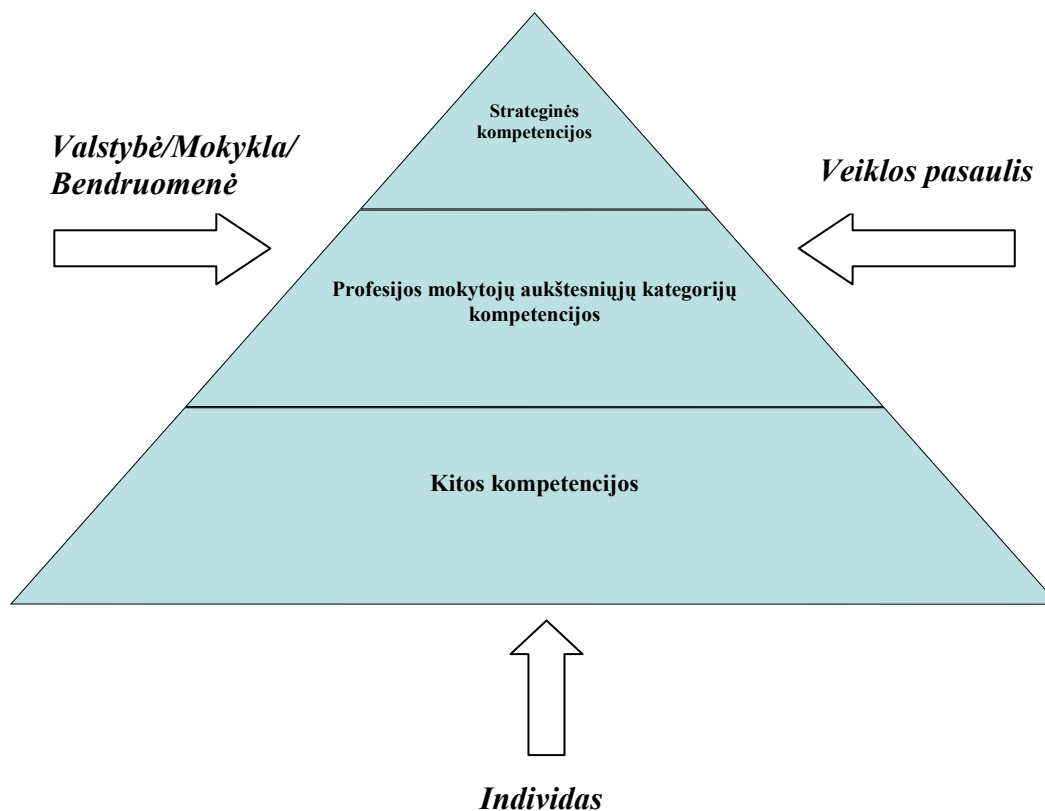 Strateginės
kompetencijos
Valstybė/Mokykla/
Bendruomenė
Veiklos pasaulis
Profesijos mokytojų aukštesniųjų kategorijų
kompetencijos
Kitos kompetencijos
Individas